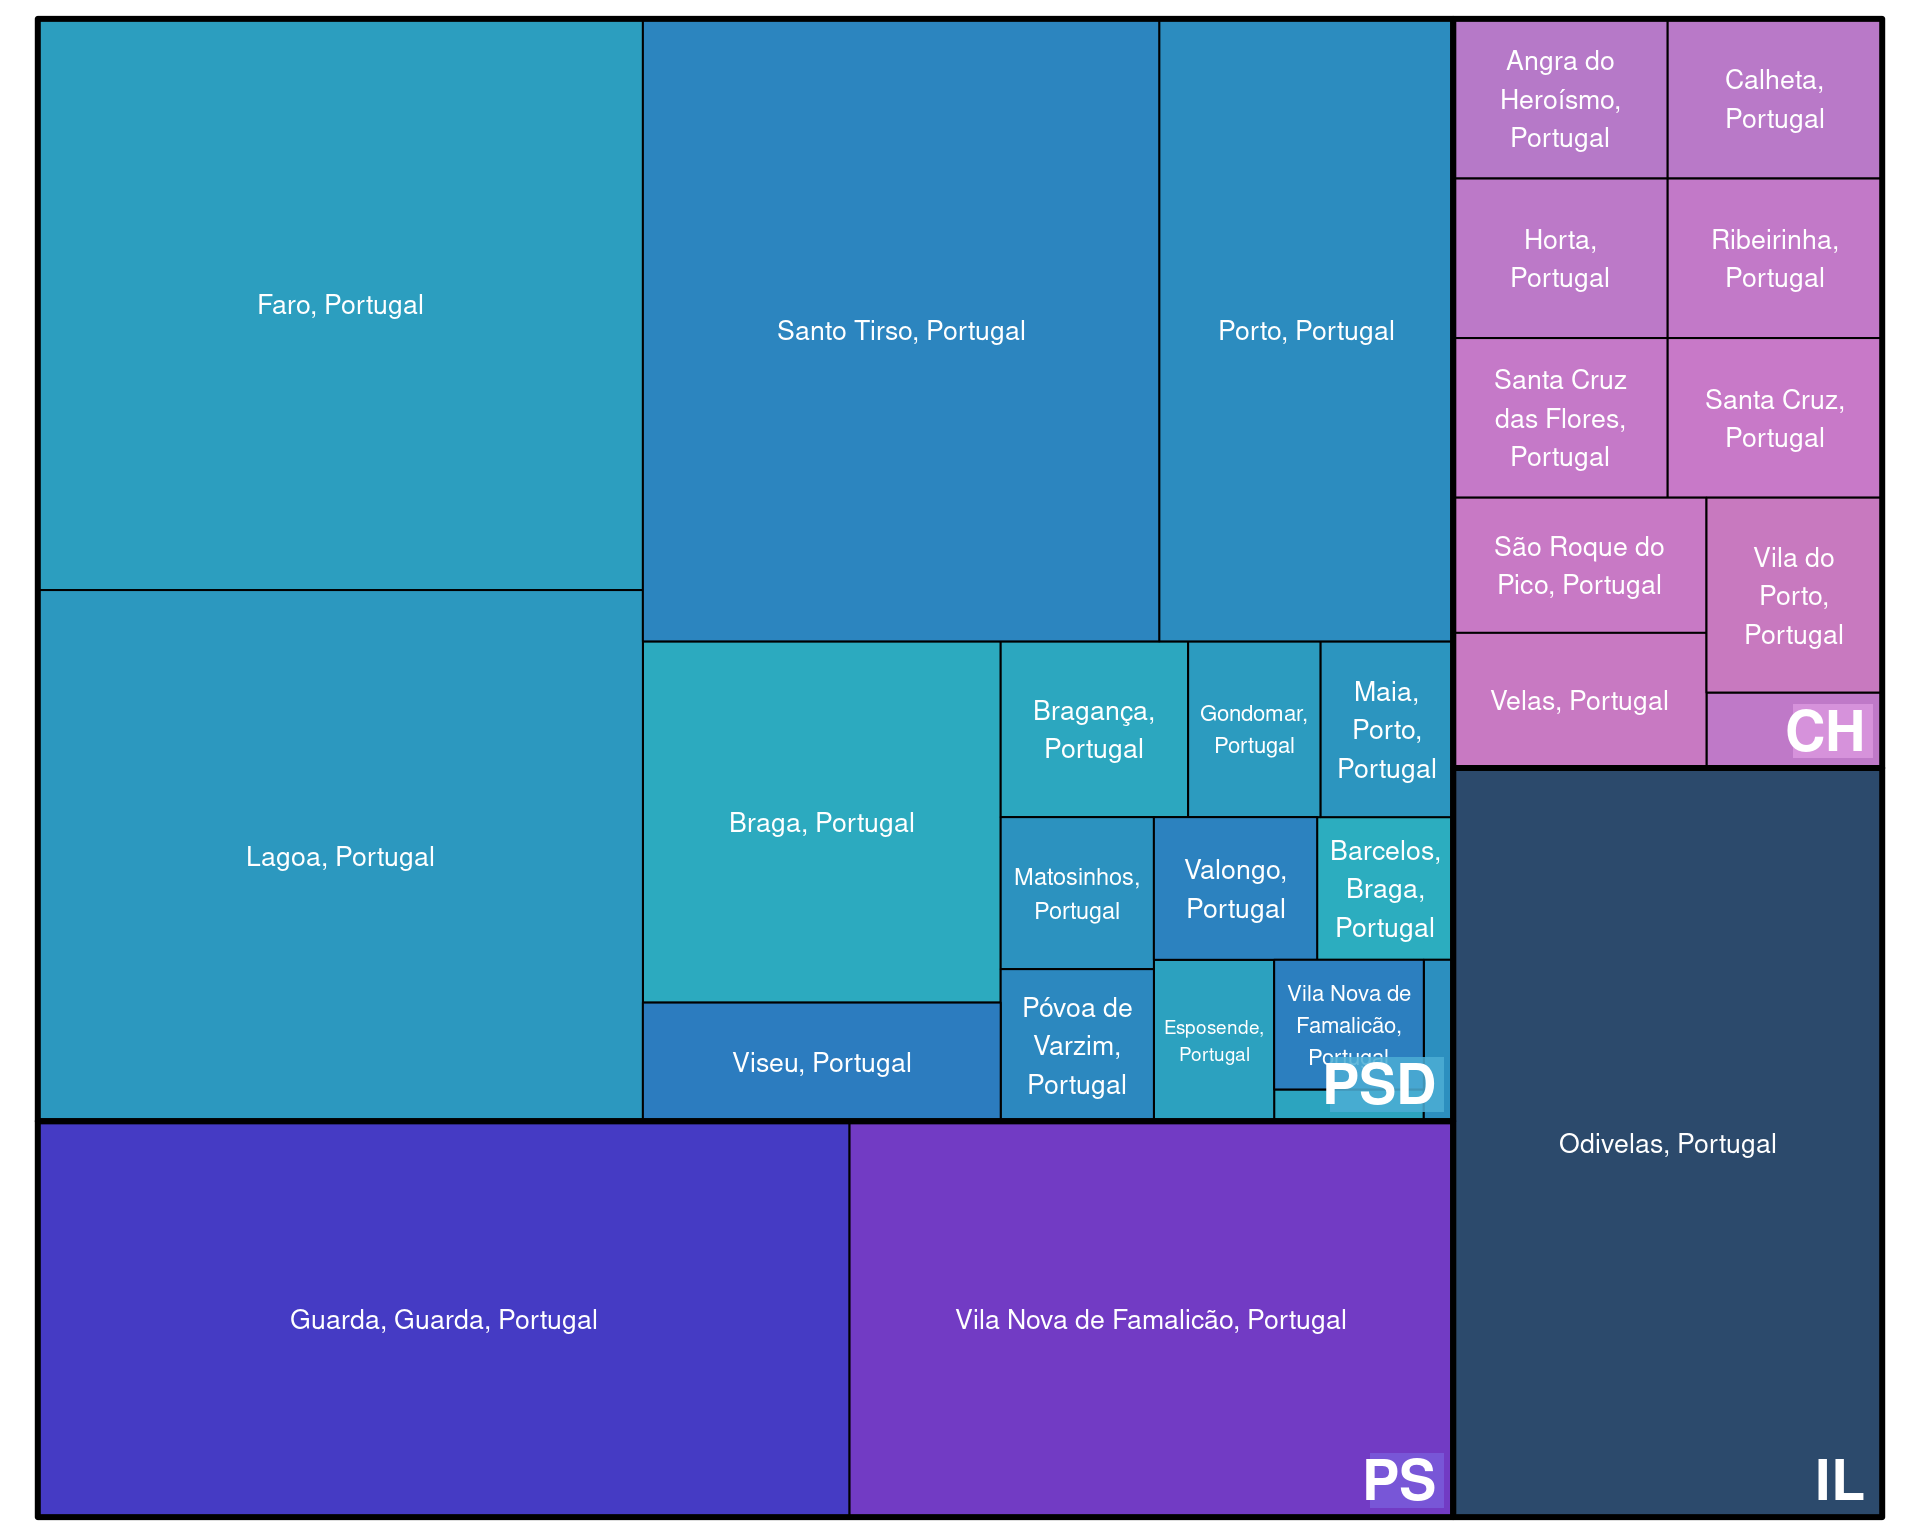 Faro, Portugal
Lagoa, Portugal
Santo Tirso, Portugal
Porto, Portugal
Braga, Portugal
Viseu, Portugal
Bragança,
Portugal
Gondomar,
Portugal
Maia,
Porto,
Portugal
Matosinhos,
Portugal
Valongo,
Portugal
Barcelos,
Braga,
Portugal
Póvoa de
Varzim,
Portugal
Esposende,
Portugal
Vila Nova de
Famalicão,
Portugal
PSD
Guarda, Guarda, Portugal
Vila Nova de Famalicão, Portugal
PS
Angra do
Heroísmo,
Portugal
Calheta,
Portugal
Horta,
Portugal
Ribeirinha,
Portugal
Santa Cruz
das Flores,
Portugal
Santa Cruz,
Portugal
São Roque do
Pico, Portugal
Vila do
Porto,
Portugal
Velas, Portugal
CH
Odivelas, Portugal
IL